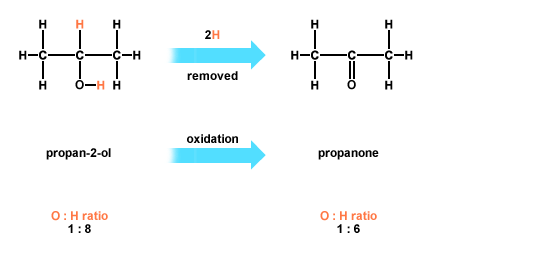 H H H H H
2H
H C C C H H C C C H
removed
H O H H H O H
oxidation
propan-2-ol propanone
O : H ratio O : H ratio
1 : 8 1 : 6